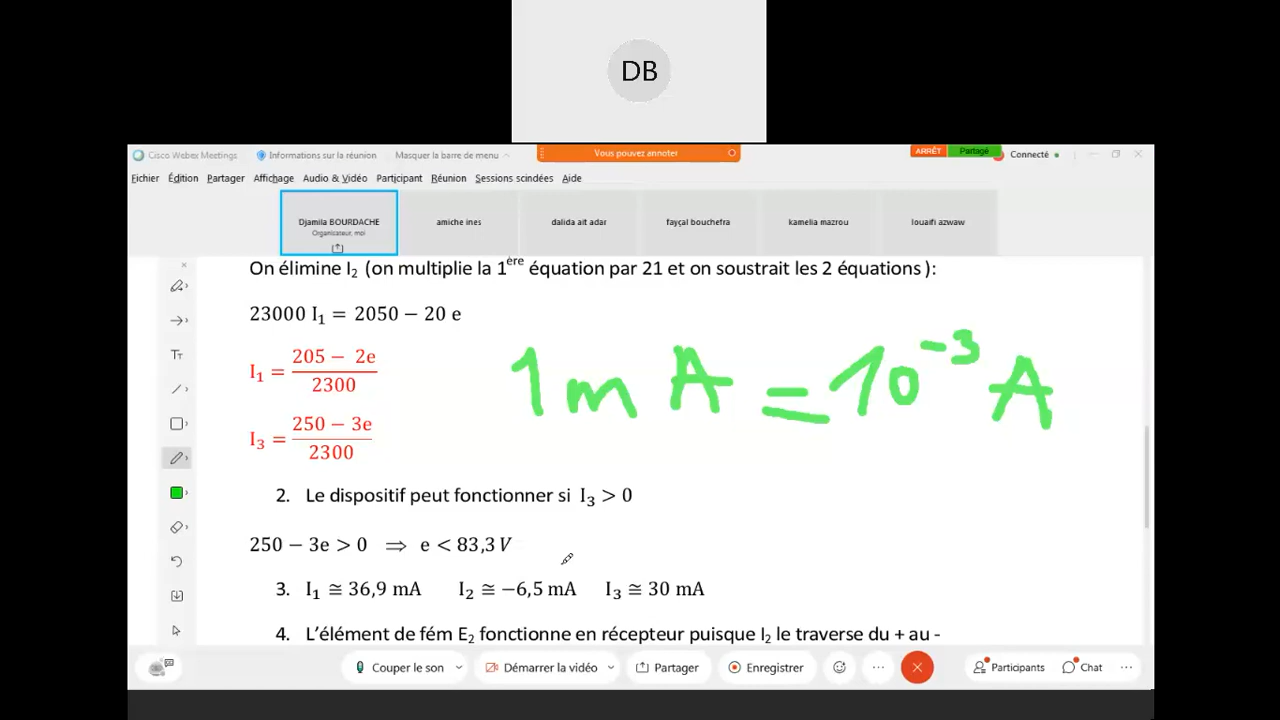 DB
Cisco Webex Meetings Informations sur la réunion Masquer la barre de menu Vous pouvez annoter ARRÊT Partagé Connecté
Fichier Édition Partager Affichage Audio & Vidéo Participant Réunion Sessions scindées Aide
Djamila BOURDACHE amiche ines dalida ait adar fayçal bouchefra kamelia mazrou louaifi azwaw
Organisateur, moi
On élimine I₂ (on multiplie la 1ère équation par 21 et on soustrait les 2 équations ):
23000 I₁ = 2050 − 20 e
I₁ = (205 − 2e)/2300
1 mA = 10⁻³ A
I₃ = (250 − 3e)/2300
2. Le dispositif peut fonctionner si I₃ > 0
250 − 3e > 0 ⟹ e < 83,3 V
3. I₁ ≅ 36,9 mA I₂ ≅ −6,5 mA I₃ ≅ 30 mA
4. L’élément de fém E₂ fonctionne en récepteur puisque I₂ le traverse du + au -
Couper le son Démarrer la vidéo Partager Enregistrer Participants Chat